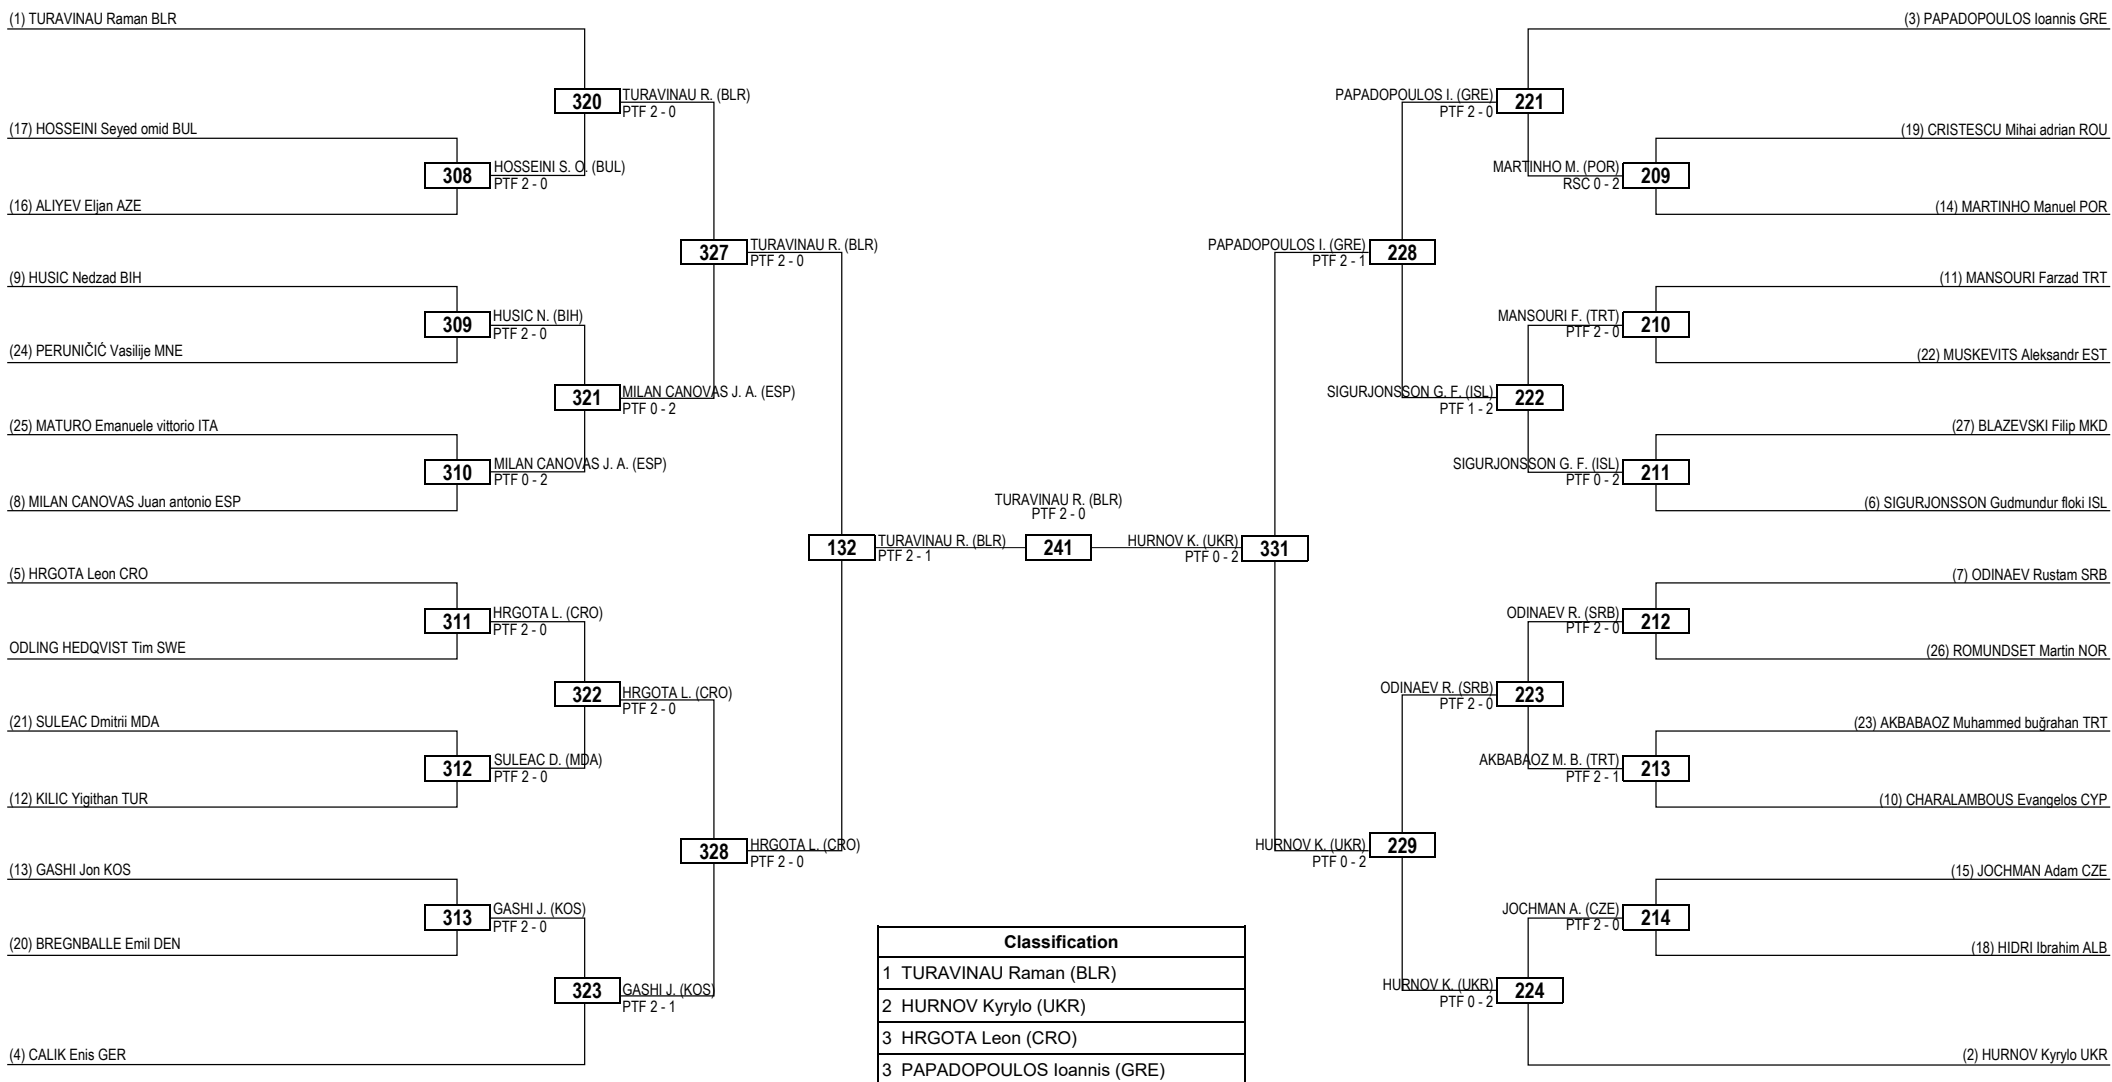 (1) TURAVINAU Raman BLR
(17) HOSSEINI Seyed omid BUL
(16) ALIYEV Eljan AZE
(9) HUSIC Nedzad BIH
(24) PERUNIČIĆ Vasilije MNE
(25) MATURO Emanuele vittorio ITA
(8) MILAN CANOVAS Juan antonio ESP
(5) HRGOTA Leon CRO
ODLING HEDQVIST Tim SWE
(21) SULEAC Dmitrii MDA
(12) KILIC Yigithan TUR
(13) GASHI Jon KOS
(20) BREGNBALLE Emil DEN
(4) CALIK Enis GER
308
HOSSEINI S. O. (BUL)
PTF 2 - 0
309
HUSIC N. (BIH)
PTF 2 - 0
310
MILAN CANOVAS J. A. (ESP)
PTF 0 - 2
311
HRGOTA L. (CRO)
PTF 2 - 0
312
SULEAC D. (MDA)
PTF 2 - 0
313
GASHI J. (KOS)
PTF 2 - 0
320
TURAVINAU R. (BLR)
PTF 2 - 0
321
MILAN CANOVAS J. A. (ESP)
PTF 0 - 2
322
HRGOTA L. (CRO)
PTF 2 - 0
323
GASHI J. (KOS)
PTF 2 - 1
327
TURAVINAU R. (BLR)
PTF 2 - 0
328
HRGOTA L. (CRO)
PTF 2 - 0
132
TURAVINAU R. (BLR)
PTF 2 - 1
TURAVINAU R. (BLR)
PTF 2 - 0
241
HURNOV K. (UKR)
PTF 0 - 2
331
PAPADOPOULOS I. (GRE)
PTF 2 - 1
228
HURNOV K. (UKR)
PTF 0 - 2
229
PAPADOPOULOS I. (GRE)
PTF 2 - 0
221
SIGURJONSSON G. F. (ISL)
PTF 1 - 2
222
ODINAEV R. (SRB)
PTF 2 - 0
223
HURNOV K. (UKR)
PTF 0 - 2
224
MARTINHO M. (POR)
RSC 0 - 2
209
MANSOURI F. (TRT)
PTF 2 - 0
210
SIGURJONSSON G. F. (ISL)
PTF 0 - 2
211
ODINAEV R. (SRB)
PTF 2 - 0
212
AKBABAOZ M. B. (TRT)
PTF 2 - 1
213
JOCHMAN A. (CZE)
PTF 2 - 0
214
(3) PAPADOPOULOS Ioannis GRE
(19) CRISTESCU Mihai adrian ROU
(14) MARTINHO Manuel POR
(11) MANSOURI Farzad TRT
(22) MUSKEVITS Aleksandr EST
(27) BLAZEVSKI Filip MKD
(6) SIGURJONSSON Gudmundur floki ISL
(7) ODINAEV Rustam SRB
(26) ROMUNDSET Martin NOR
(23) AKBABAOZ Muhammed buğrahan TRT
(10) CHARALAMBOUS Evangelos CYP
(15) JOCHMAN Adam CZE
(18) HIDRI Ibrahim ALB
(2) HURNOV Kyrylo UKR
Classification
1 TURAVINAU Raman (BLR)
2 HURNOV Kyrylo (UKR)
3 HRGOTA Leon (CRO)
3 PAPADOPOULOS Ioannis (GRE)